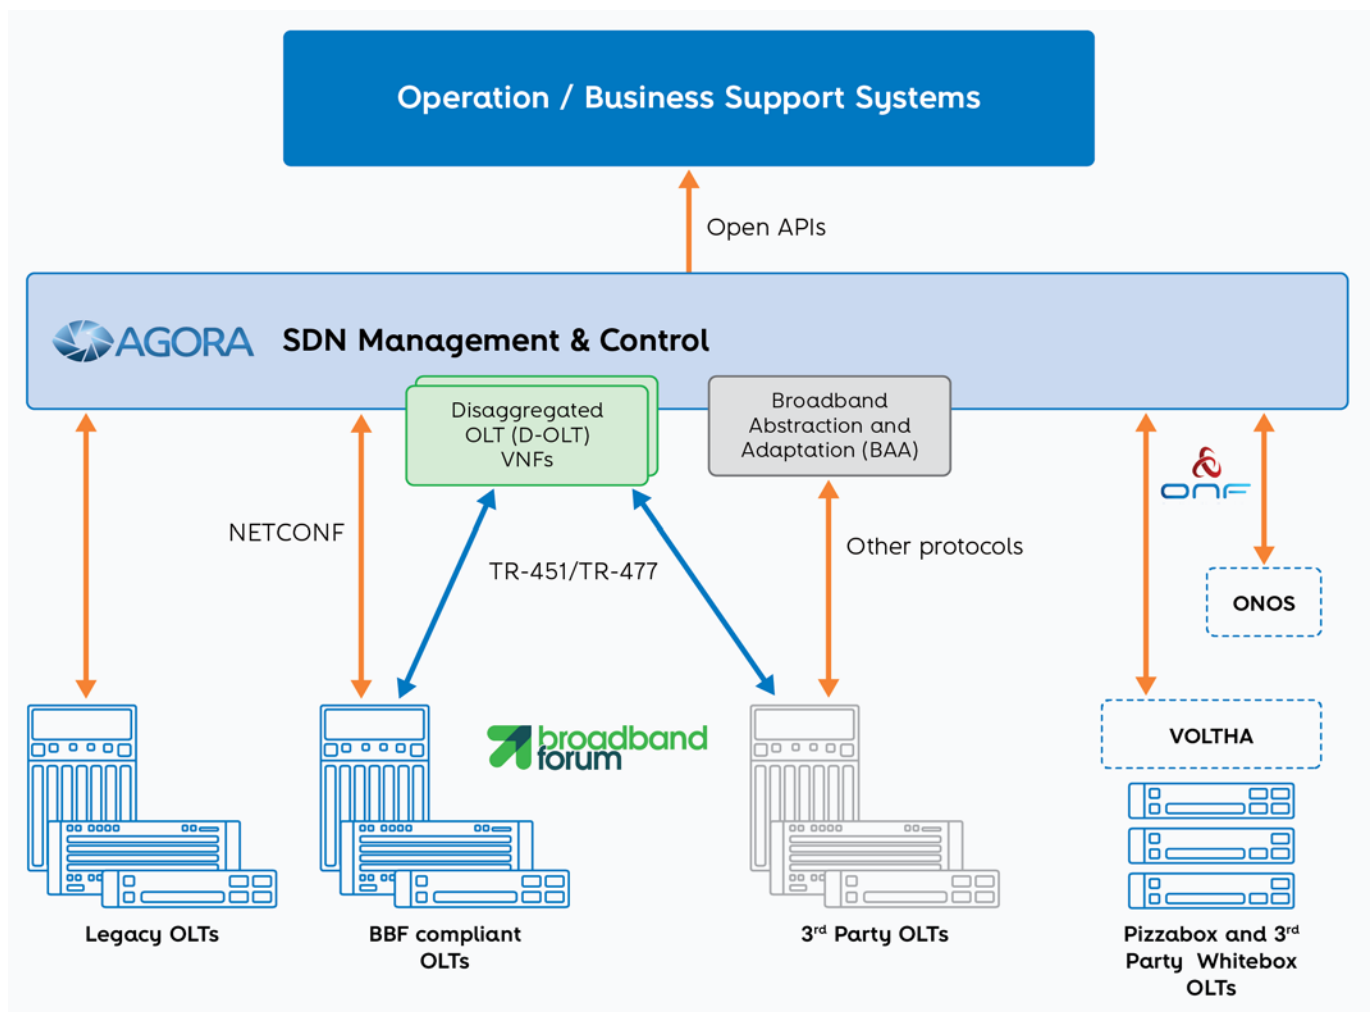 Operation / Business Support Systems
Open APIs
AGORA SDN Management & Control
Disaggregated
OLT (D-OLT)
VNFs
Broadband
Abstraction and
Adaptation (BAA)
ONF
NETCONF
TR-451/TR-477
Other protocols
ONOS
broadband
forum
VOLTHA
Legacy OLTs
BBF compliant
OLTs
3rd Party OLTs
Pizzabox and 3rd
Party Whitebox
OLTs